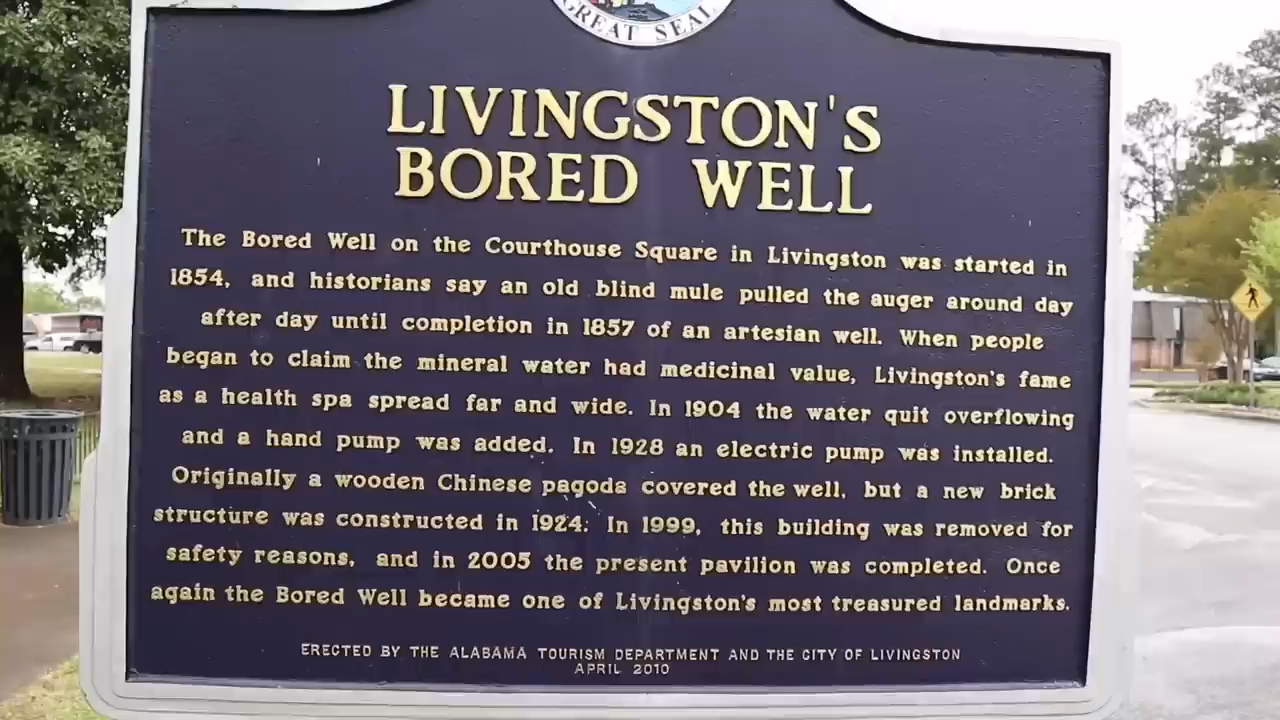 GREAT SEAL
LIVINGSTON'S
BORED WELL
The Bored Well on the Courthouse Square in Livingston was started in
1854, and historians say an old blind mule pulled the auger around day
after day until completion in 1857 of an artesian well. When people
began to claim the mineral water had medicinal value, Livingston's fame
as a health spa spread far and wide. In 1904 the water quit overflowing
and a hand pump was added. In 1928 an electric pump was installed.
Originally a wooden Chinese pagoda covered the well, but a new brick
structure was constructed in 1924. In 1999, this building was removed for
safety reasons, and in 2005 the present pavilion was completed. Once
again the Bored Well became one of Livingston's most treasured landmarks.
ERECTED BY THE ALABAMA TOURISM DEPARTMENT AND THE CITY OF LIVINGSTON
APRIL 2010